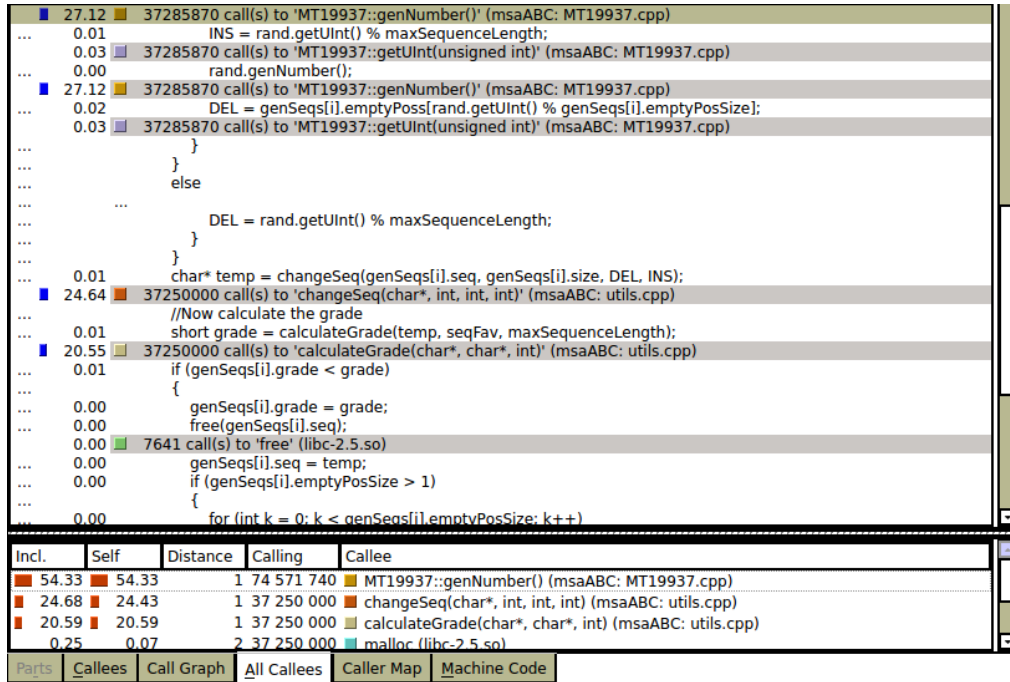 27.12 37285870 call(s) to 'MT19937::genNumber()' (msaABC: MT19937.cpp)
... 0.01 INS = rand.getUInt() % maxSequenceLength;
0.03 37285870 call(s) to 'MT19937::getUInt(unsigned int)' (msaABC: MT19937.cpp)
... 0.00 rand.genNumber();
27.12 37285870 call(s) to 'MT19937::genNumber()' (msaABC: MT19937.cpp)
... 0.02 DEL = genSeqs[i].emptyPoss[rand.getUInt() % genSeqs[i].emptyPosSize];
0.03 37285870 call(s) to 'MT19937::getUInt(unsigned int)' (msaABC: MT19937.cpp)
... }
... }
... else
... ...
... DEL = rand.getUInt() % maxSequenceLength;
... }
... }
... 0.01 char* temp = changeSeq(genSeqs[i].seq, genSeqs[i].size, DEL, INS);
24.64 37250000 call(s) to 'changeSeq(char*, int, int, int)' (msaABC: utils.cpp)
... //Now calculate the grade
... 0.01 short grade = calculateGrade(temp, seqFav, maxSequenceLength);
20.55 37250000 call(s) to 'calculateGrade(char*, char*, int)' (msaABC: utils.cpp)
... 0.01 if (genSeqs[i].grade < grade)
... {
... 0.00 genSeqs[i].grade = grade;
... 0.00 free(genSeqs[i].seq);
0.00 7641 call(s) to 'free' (libc-2.5.so)
... 0.00 genSeqs[i].seq = temp;
... 0.00 if (genSeqs[i].emptyPosSize > 1)
... {
... 0.00 for (int k = 0; k < genSeqs[i].emptyPosSize; k++)
Incl. Self Distance Calling Callee
54.33 54.33 1 74 571 740 MT19937::genNumber() (msaABC: MT19937.cpp)
24.68 24.43 1 37 250 000 changeSeq(char*, int, int, int) (msaABC: utils.cpp)
20.59 20.59 1 37 250 000 calculateGrade(char*, char*, int) (msaABC: utils.cpp)
0.25 0.07 2 37 250 000 malloc (libc-2.5.so)
Parts Callees Call Graph All Callees Caller Map Machine Code